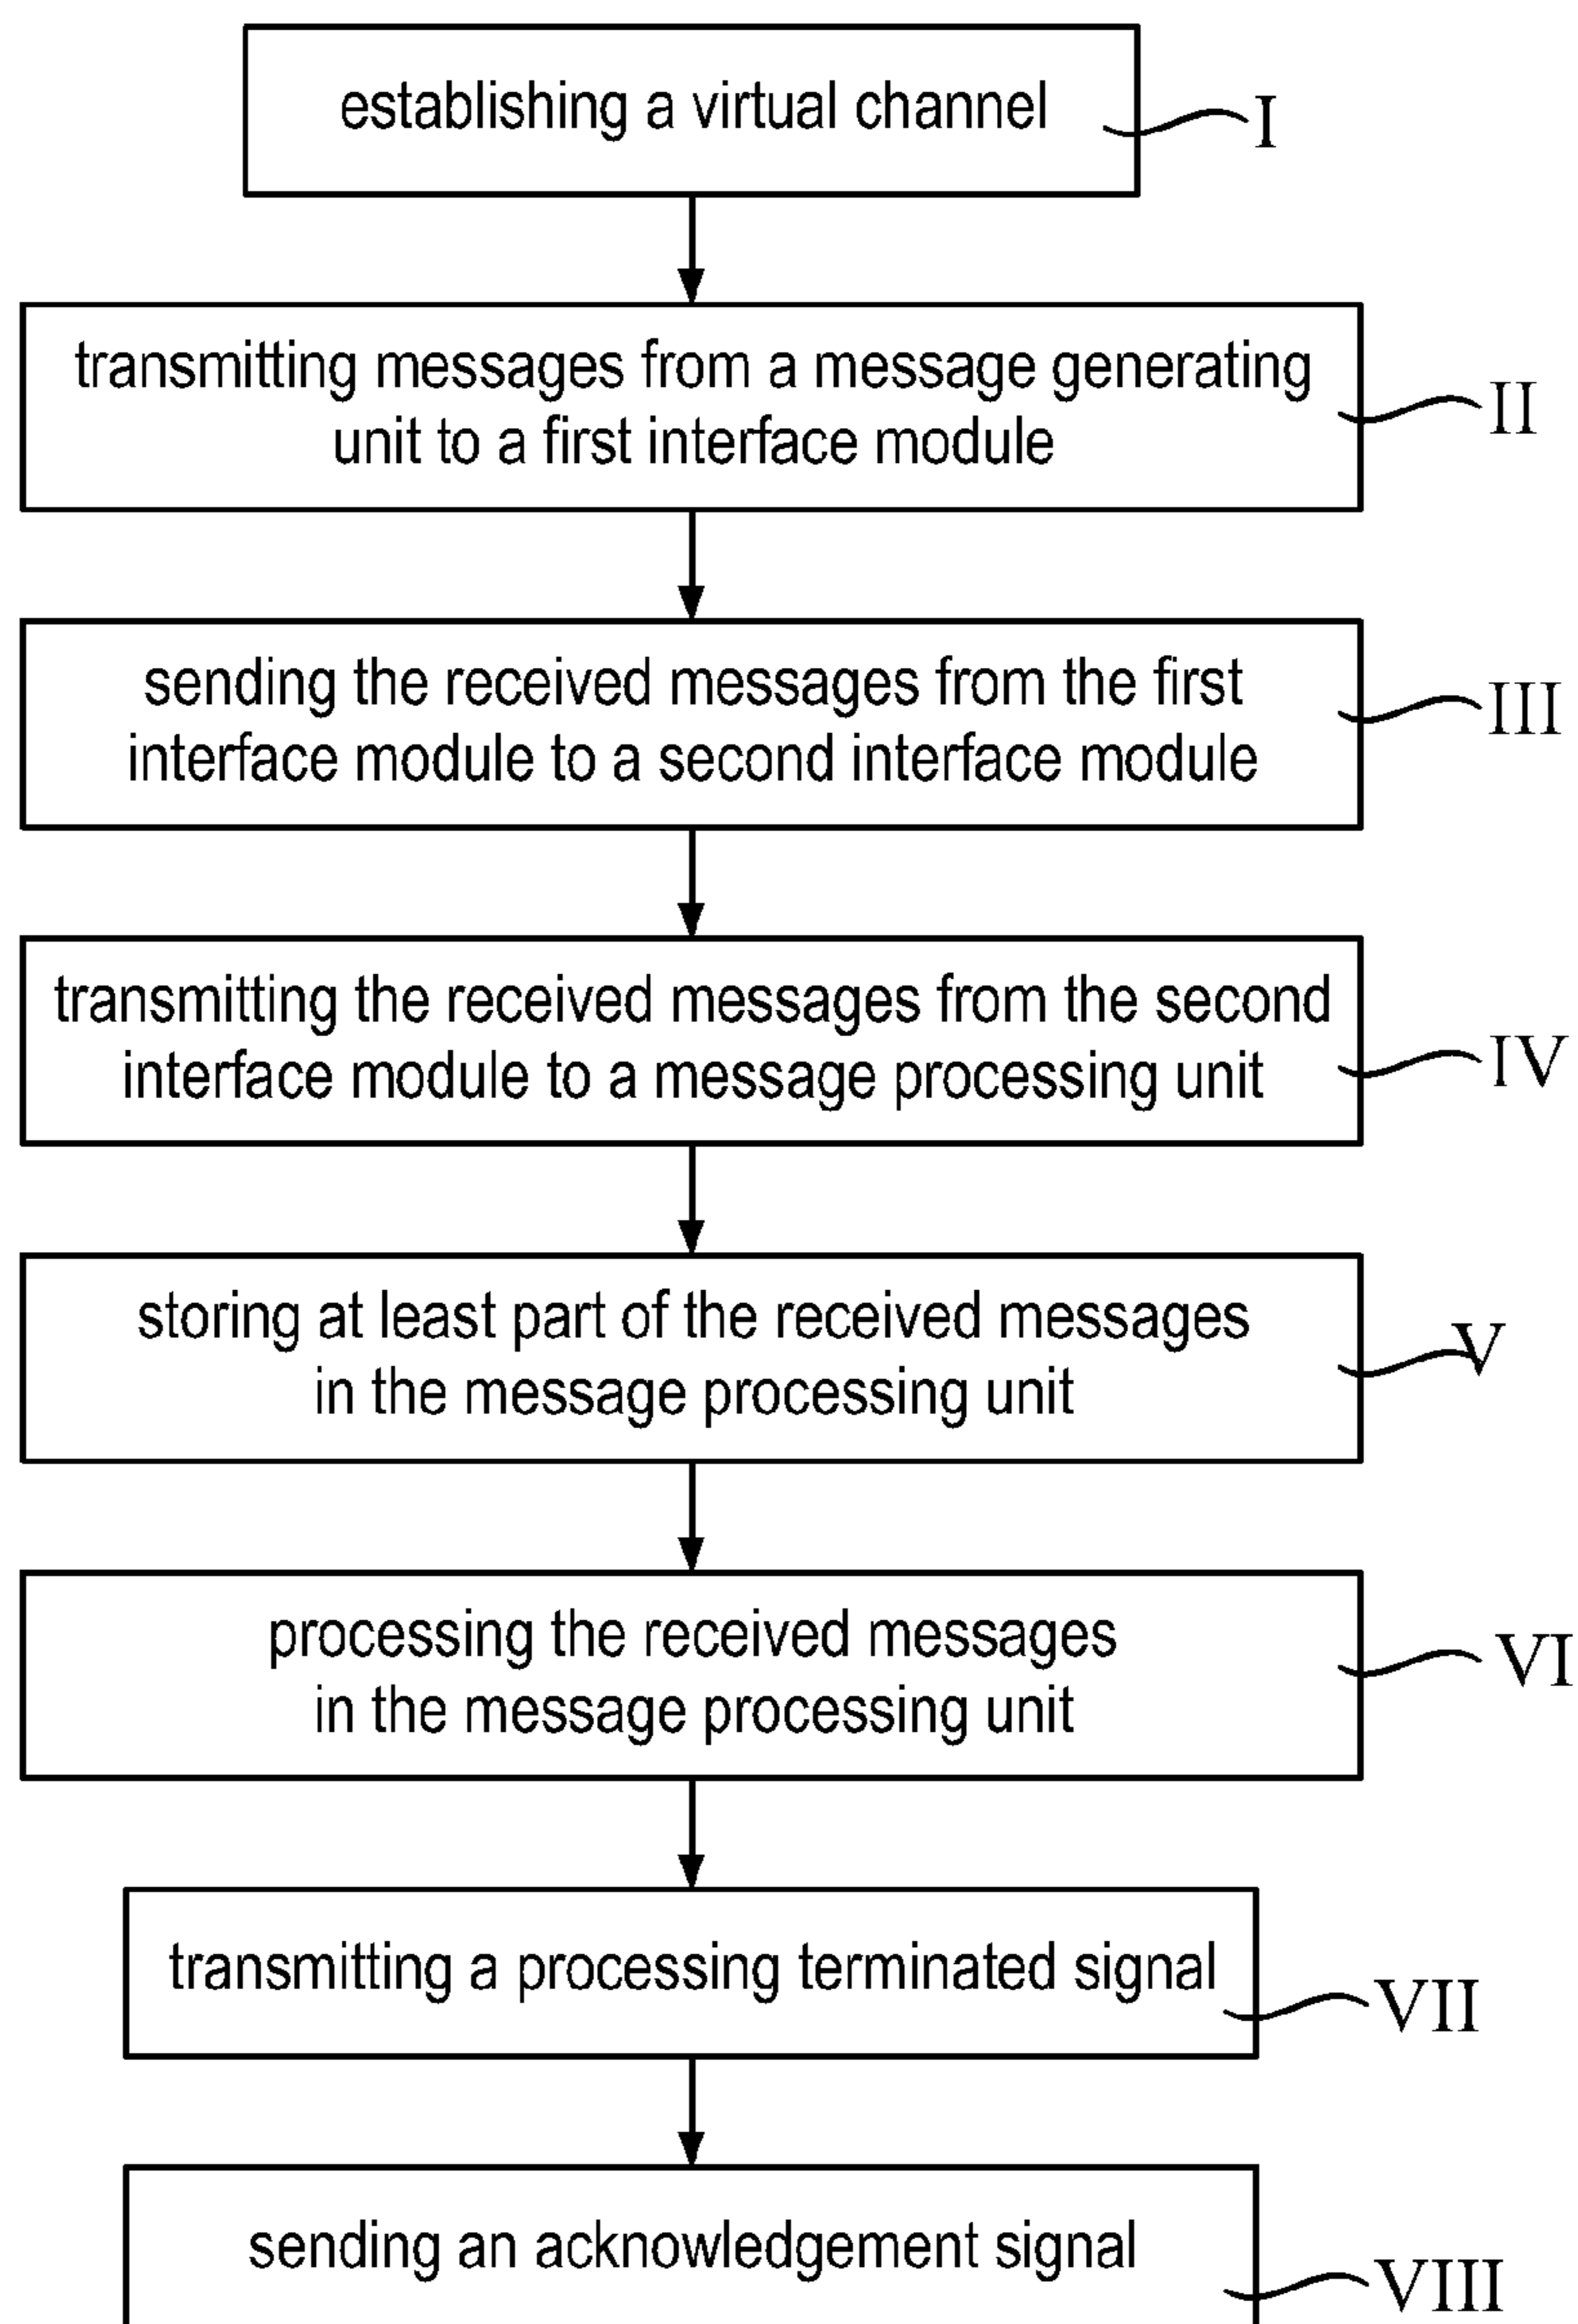 establishing a virtual channel
I
transmitting messages from a message generating
unit to a first interface module
II
sending the received messages from the first
interface module to a second interface module
III
transmitting the received messages from the second
interface module to a message processing unit
IV
storing at least part of the received messages
in the message processing unit
V
processing the received messages
in the message processing unit
VI
transmitting a processing terminated signal
VII
sending an acknowledgement signal
VIII